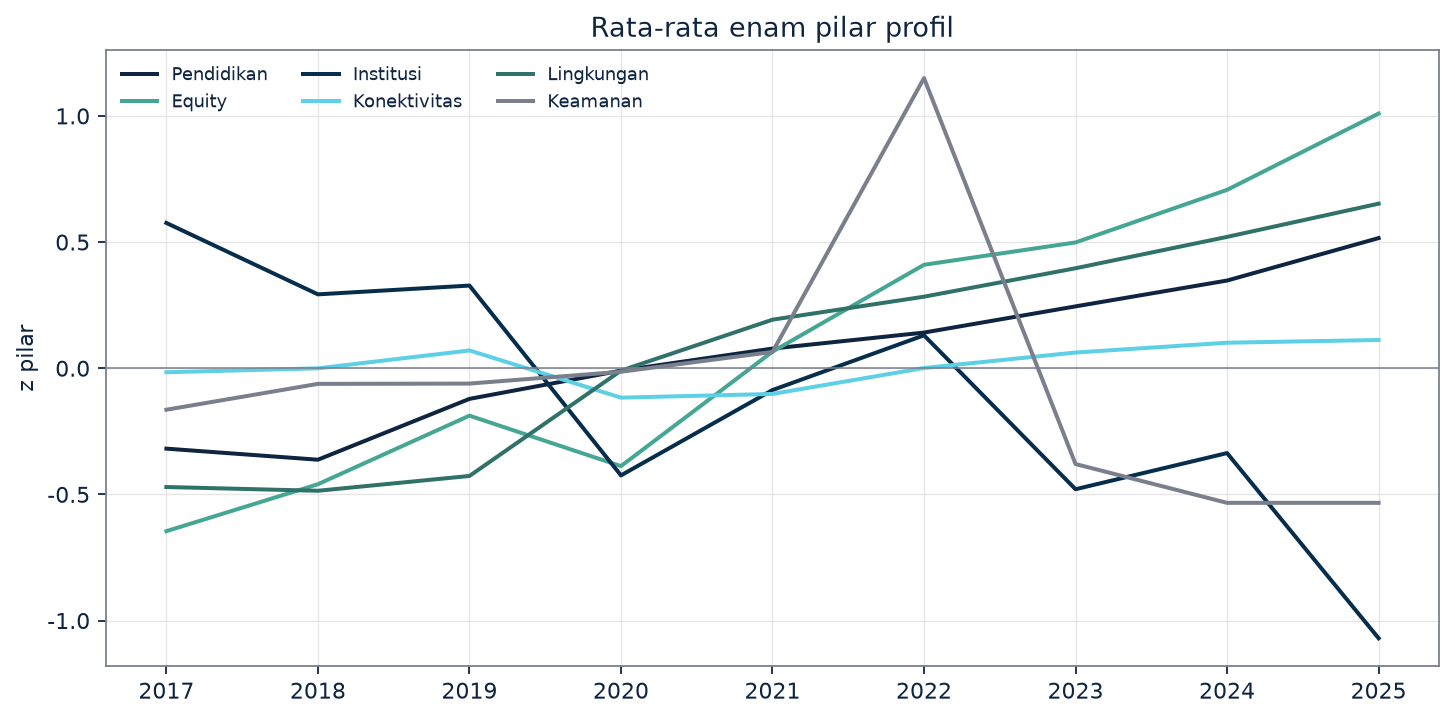 Rata-rata enam pilar profil
Pendidikan Institusi Lingkungan
Equity Konektivitas Keamanan
z pilar
1.0
0.5
0.0
-0.5
-1.0
2017 2018 2019 2020 2021 2022 2023 2024 2025